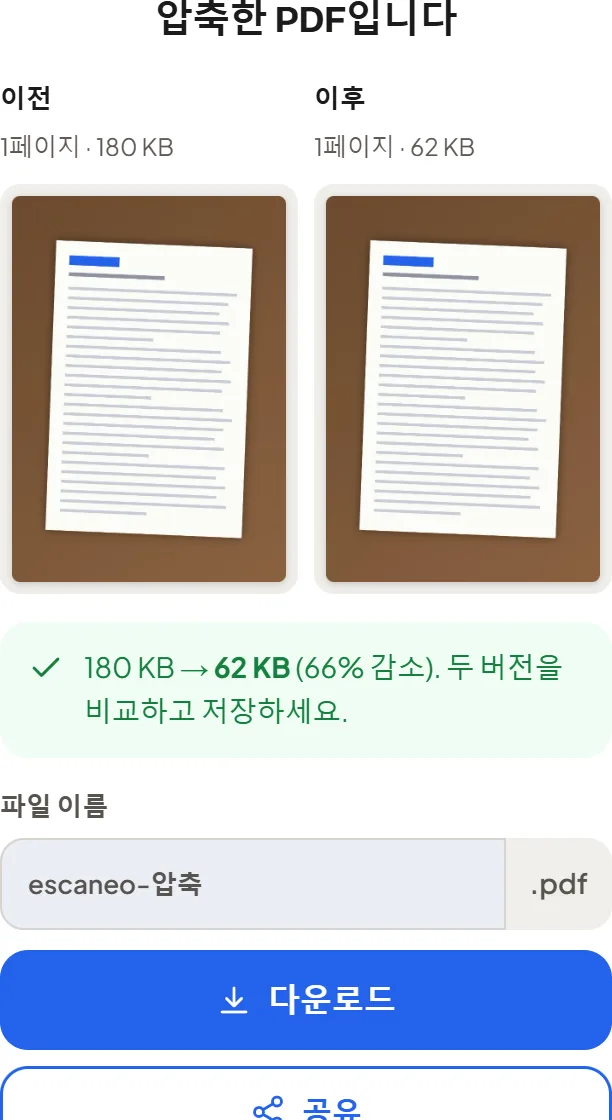 압축한 PDF입니다
이전
1페이지 · 180 KB
이후
1페이지 · 62 KB
180 KB → 62 KB (66% 감소). 두 버전을
비교하고 저장하세요.
파일 이름
escaneo-압축
.pdf
다운로드
공유